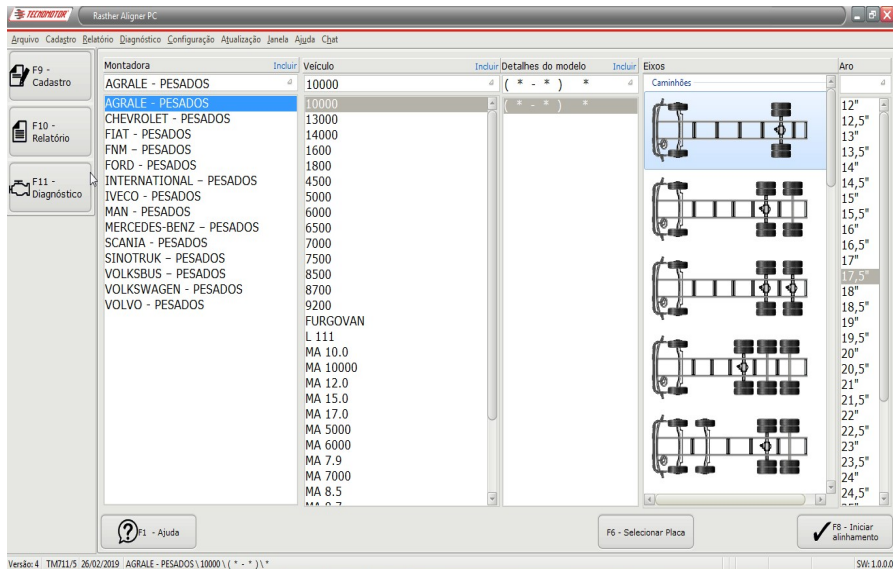 TECNOMOTOR
Rasther Aligner PC
Arquivo Cadastro Relatório Diagnóstico Configuração Atualização Janela Ajuda Chat
F9 -
Cadastro
F10 -
Relatório
F11 -
Diagnóstico
Montadora Incluir
AGRALE - PESADOS
AGRALE - PESADOS
CHEVROLET - PESADOS
FIAT - PESADOS
FNM – PESADOS
FORD - PESADOS
INTERNATIONAL – PESADOS
IVECO - PESADOS
MAN - PESADOS
MERCEDES-BENZ – PESADOS
SCANIA - PESADOS
SINOTRUK – PESADOS
VOLKSBUS – PESADOS
VOLKSWAGEN - PESADOS
VOLVO - PESADOS
Veículo Incluir
10000
10000
13000
14000
1600
1800
4500
5000
6000
6500
7000
7500
8500
8700
9200
FURGOVAN
L 111
MA 10.0
MA 10000
MA 12.0
MA 15.0
MA 17.0
MA 5000
MA 6000
MA 7.9
MA 7000
MA 8.5
Detalhes do modelo Incluir
( * - * ) *
( * - * ) *
Eixos
Caminhões
Aro
12"
12,5"
13"
13,5"
14"
14,5"
15"
15,5"
16"
16,5"
17"
17,5"
18"
18,5"
19"
19,5"
20"
20,5"
21"
21,5"
22"
22,5"
23"
23,5"
24"
24,5"
F1 - Ajuda
F6 - Selecionar Placa
F8 - Iniciar
alinhamento
Versão: 4 TM711/5 26/02/2019 AGRALE - PESADOS \ 10000 \ ( * - * ) \ * SW: 1.0.0.0